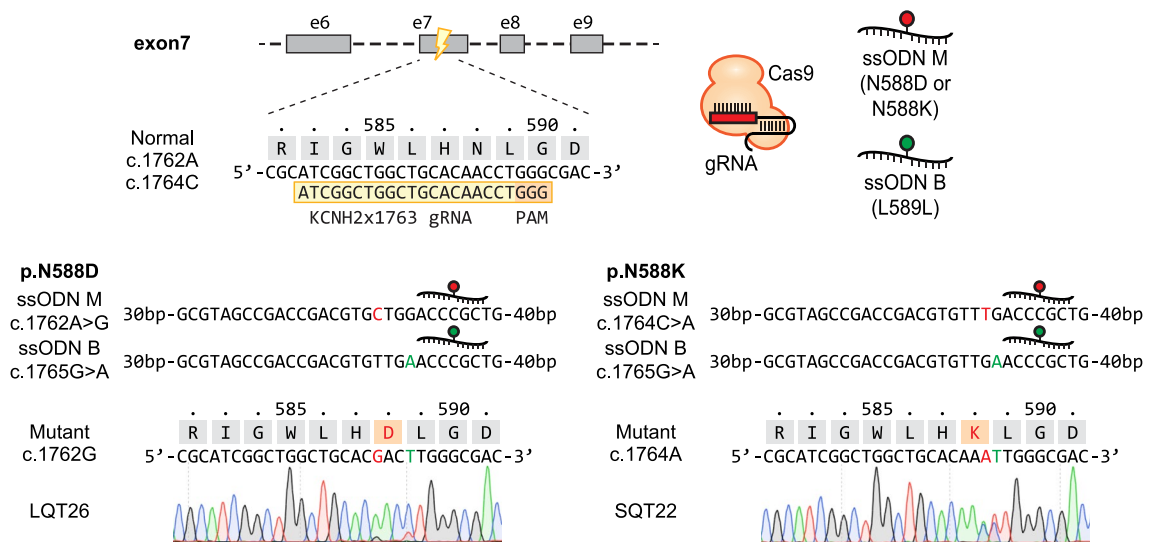 e6 e7 e8 e9
exon7
Cas9
gRNA
ssODN M
(N588D or
N588K)
ssODN B
(L589L)
. . . 585 . . . . 590 .
Normal
c.1762A
c.1764C
R I G W L H N L G D
5’-CGCATCGGCTGGCTGCACAACCTGGGCGAC-3’
ATCGGCTGGCTGCACAACCTGGG
KCNH2x1763 gRNA PAM
p.N588D
ssODN M
c.1762A>G
30bp-GCGTAGCCGACCGACGTGCTGGACCCGCTG-40bp
ssODN B
c.1765G>A
30bp-GCGTAGCCGACCGACGTGTTGAACCCGCTG-40bp
. . . 585 . . . . 590 .
Mutant
c.1762G
R I G W L H D L G D
5’-CGCATCGGCTGGCTGCACGACTTGGGCGAC-3’
LQT26
p.N588K
ssODN M
c.1764C>A
30bp-GCGTAGCCGACCGACGTGTTTGACCCGCTG-40bp
ssODN B
c.1765G>A
30bp-GCGTAGCCGACCGACGTGTTGAACCCGCTG-40bp
. . . 585 . . . . 590 .
Mutant
c.1764A
R I G W L H K L G D
5’-CGCATCGGCTGGCTGCACAAATTGGGCGAC-3’
SQT22